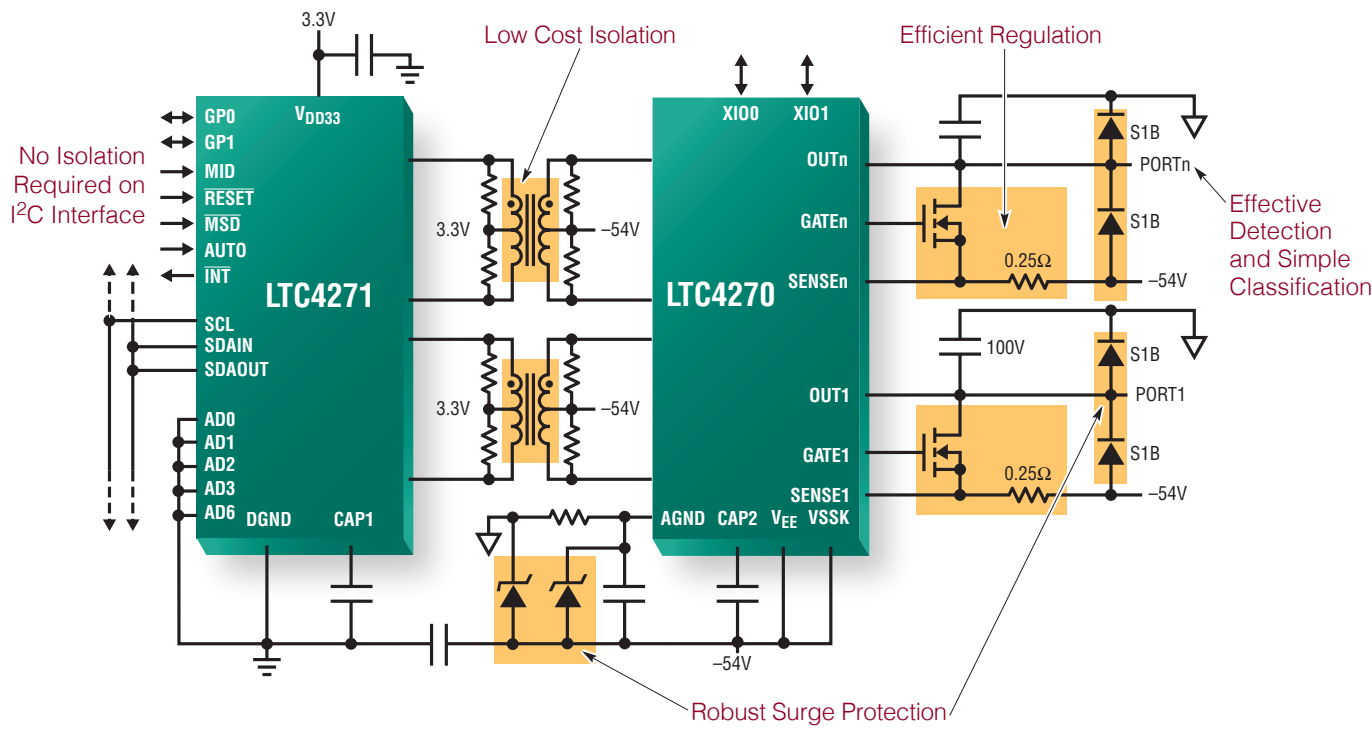 3.3V
Low Cost Isolation
Efficient Regulation
No Isolation
Required on
I²C Interface
GP0
GP1
MID
RESET
MSD
AUTO
INT
SCL
SDAIN
SDAOUT
AD0
AD1
AD2
AD3
AD6
VDD33
LTC4271
DGND
CAP1
3.3V
–54V
3.3V
–54V
XIO0
XIO1
LTC4270
OUTn
GATEn
SENSEn
OUT1
GATE1
SENSE1
AGND
CAP2
VEE
VSSK
–54V
0.25Ω
S1B
PORTn
S1B
–54V
Effective
Detection
and Simple
Classification
100V
S1B
PORT1
0.25Ω
S1B
–54V
Robust Surge Protection